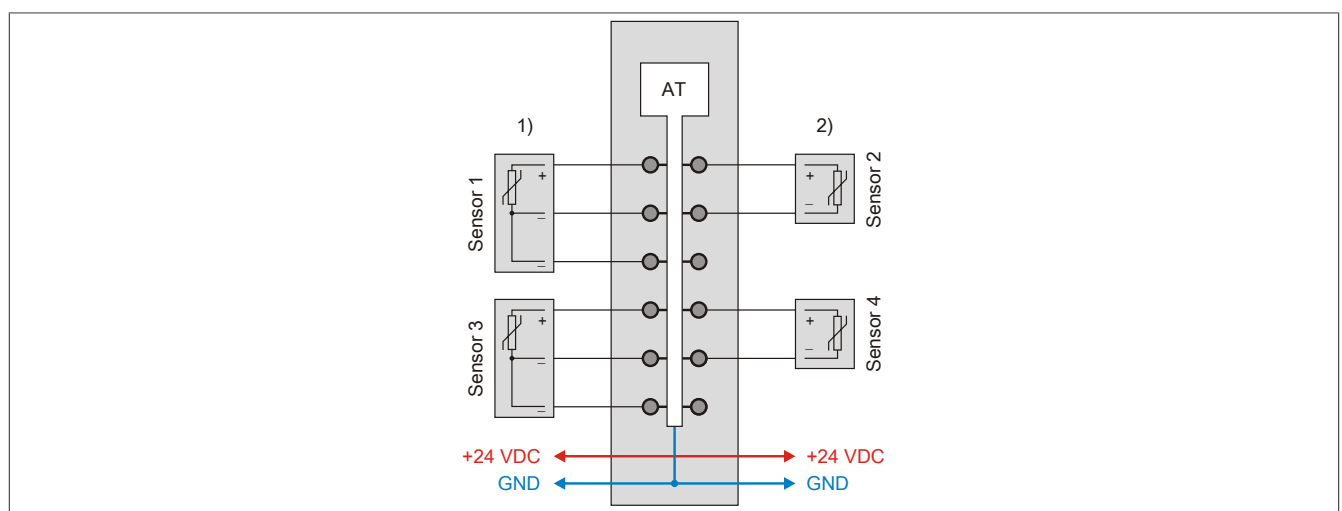 AT
1)
2)
Sensor 1
+
–
–
Sensor 2
+
–
Sensor 3
+
–
–
Sensor 4
+
–
+24 VDC
+24 VDC
GND
GND